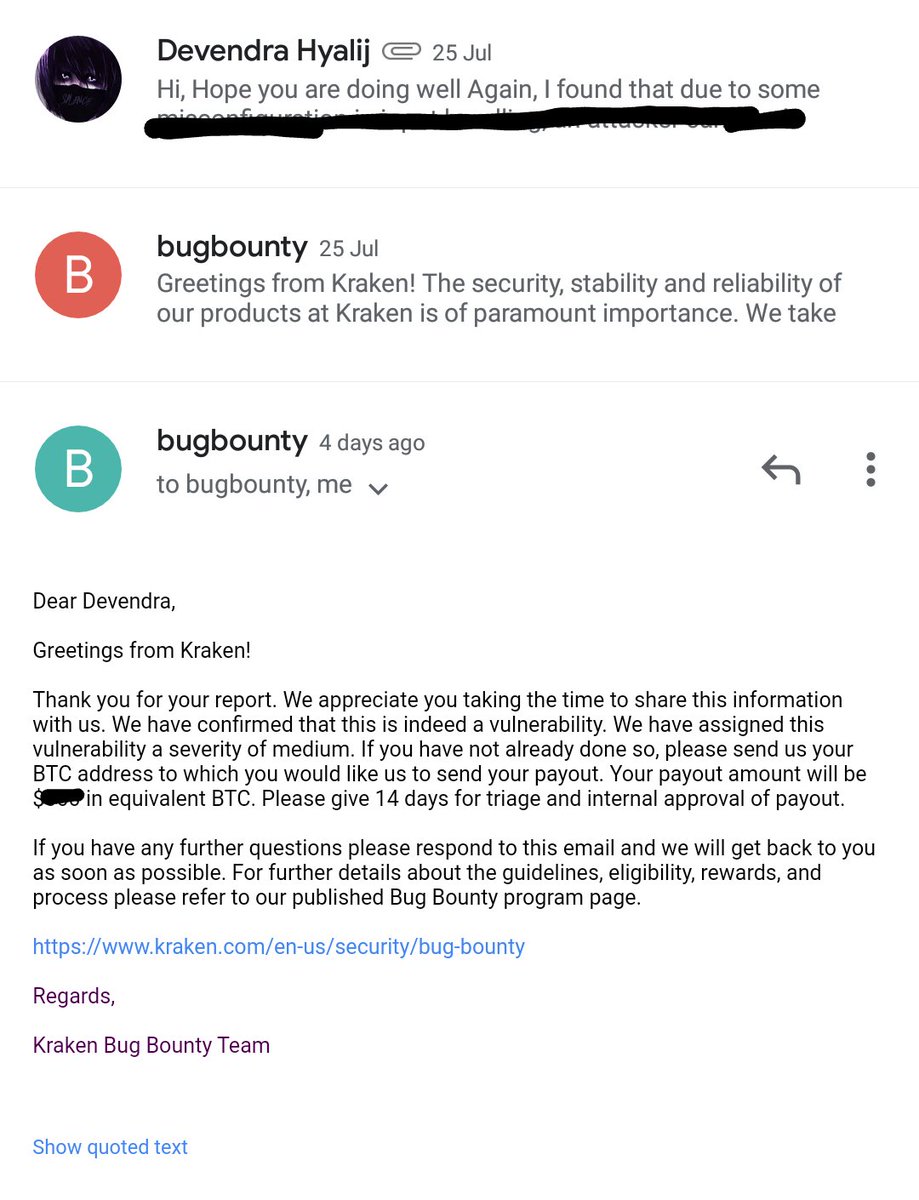 Devendra Hyalij 25 Jul
Hi, Hope you are doing well Again, I found that due to some
B
bugbounty 25 Jul
Greetings from Kraken! The security, stability and reliability of
our products at Kraken is of paramount importance. We take
B
bugbounty 4 days ago
to bugbounty, me
Dear Devendra,
Greetings from Kraken!
Thank you for your report. We appreciate you taking the time to share this information
with us. We have confirmed that this is indeed a vulnerability. We have assigned this
vulnerability a severity of medium. If you have not already done so, please send us your
BTC address to which you would like us to send your payout. Your payout amount will be
$ in equivalent BTC. Please give 14 days for triage and internal approval of payout.
If you have any further questions please respond to this email and we will get back to you
as soon as possible. For further details about the guidelines, eligibility, rewards, and
process please refer to our published Bug Bounty program page.
https://www.kraken.com/en-us/security/bug-bounty
Regards,
Kraken Bug Bounty Team
Show quoted text